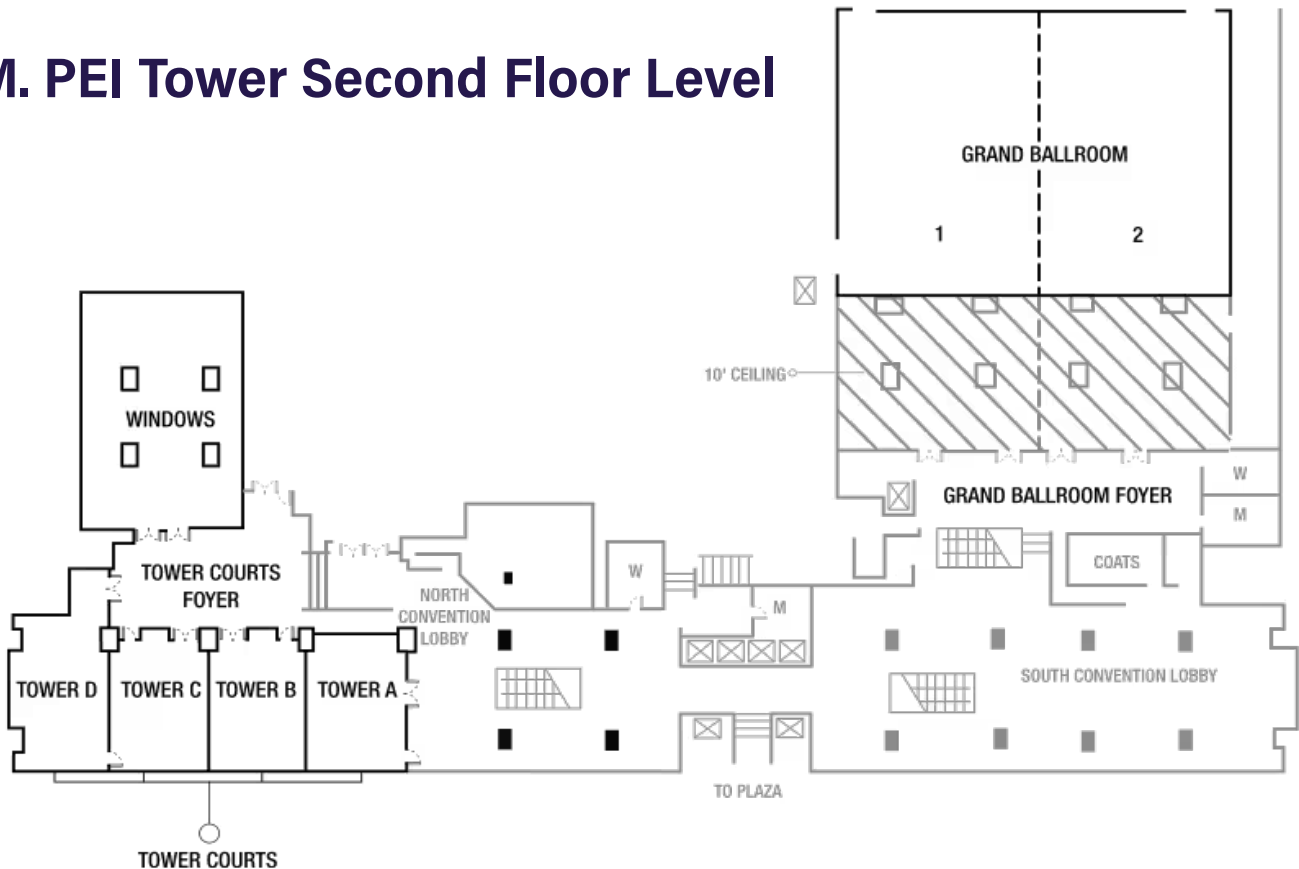 M. PEI Tower Second Floor Level
GRAND BALLROOM
1
2
10' CEILING
WINDOWS
GRAND BALLROOM FOYER
W
M
COATS
TOWER COURTS
FOYER
NORTH
CONVENTION
LOBBY
W
M
SOUTH CONVENTION LOBBY
TOWER D
TOWER C
TOWER B
TOWER A
TO PLAZA
TOWER COURTS